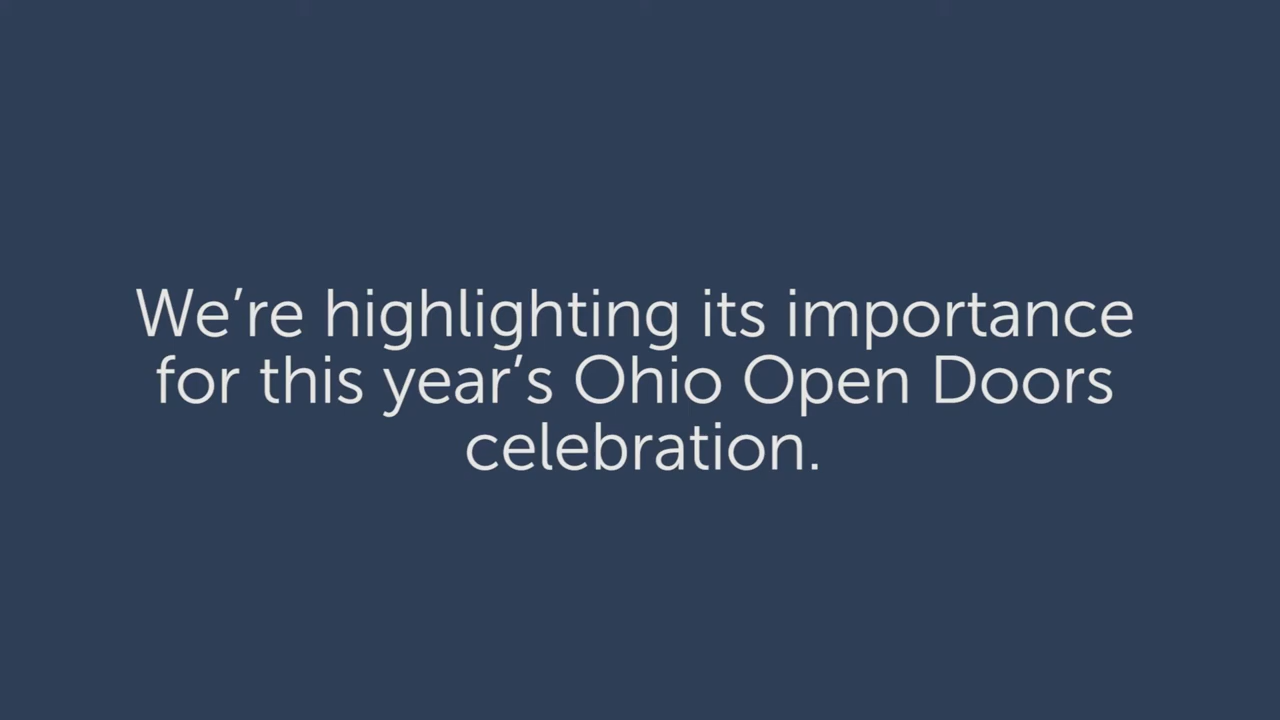 We’re highlighting its importance
for this year’s Ohio Open Doors
celebration.